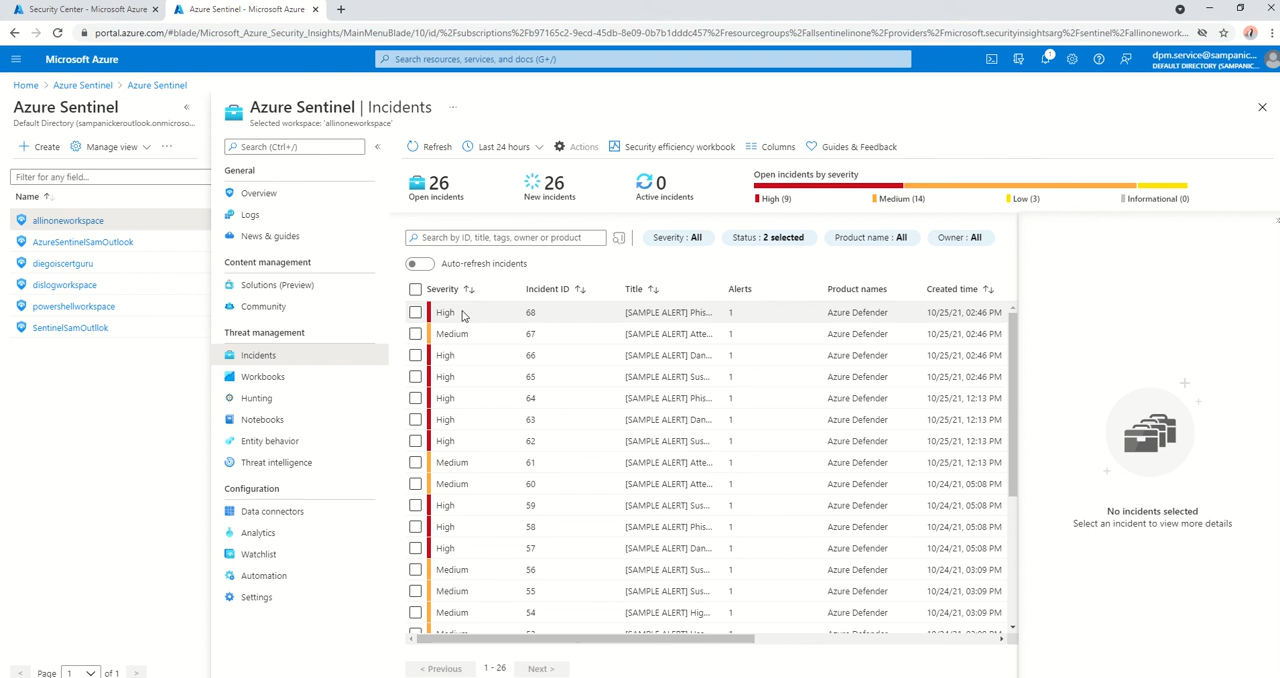 Security Center - Microsoft Azure
Azure Sentinel - Microsoft Azure
portal.azure.com/#blade/Microsoft_Azure_Security_Insights/MainMenuBlade/10/id/%2Fsubscriptions%2Fb97165c2-9ecd-45db-8e09-0b7b1dddc457%2Fresourcegroups%2Fallsentinelinone%2Fproviders%2Fmicrosoft.securityinsightsarg%2Fsentinel%2Fallinonework...
Microsoft Azure
Search resources, services, and docs (G+/)
1
dpm.service@sampanic...
DEFAULT DIRECTORY (SAMPANIC...
Home > Azure Sentinel > Azure Sentinel
Azure Sentinel
Default Directory (sampanickeroutlook.onmicroso...
+ Create Manage view ...
Filter for any field...
Name
allinoneworkspace
AzureSentinelSamOutlook
diegoiscertguru
dislogworkspace
powershellworkspace
SentinelSamOutllok
< Page 1 of 1 >
Azure Sentinel | Incidents ...
Selected workspace: 'allinoneworkspace'
Search (Ctrl+/)
General
Overview
Logs
News & guides
Content management
Solutions (Preview)
Community
Threat management
Incidents
Workbooks
Hunting
Notebooks
Entity behavior
Threat intelligence
Configuration
Data connectors
Analytics
Watchlist
Automation
Settings
Refresh Last 24 hours Actions Security efficiency workbook Columns Guides & Feedback
26
Open incidents
26
New incidents
0
Active incidents
Open incidents by severity
High (9) Medium (14) Low (3) Informational (0)
Search by ID, title, tags, owner or product
Severity : All Status : 2 selected Product name : All Owner : All
Auto-refresh incidents
Severity Incident ID Title Alerts Product names Created time
High 68 [SAMPLE ALERT] Phis... 1 Azure Defender 10/25/21, 02:46 PM
Medium 67 [SAMPLE ALERT] Atte... 1 Azure Defender 10/25/21, 02:46 PM
High 66 [SAMPLE ALERT] Dan... 1 Azure Defender 10/25/21, 02:46 PM
High 65 [SAMPLE ALERT] Sus... 1 Azure Defender 10/25/21, 02:46 PM
High 64 [SAMPLE ALERT] Phis... 1 Azure Defender 10/25/21, 12:13 PM
High 63 [SAMPLE ALERT] Dan... 1 Azure Defender 10/25/21, 12:13 PM
High 62 [SAMPLE ALERT] Sus... 1 Azure Defender 10/25/21, 12:13 PM
Medium 61 [SAMPLE ALERT] Atte... 1 Azure Defender 10/25/21, 12:13 PM
Medium 60 [SAMPLE ALERT] Atte... 1 Azure Defender 10/24/21, 05:08 PM
High 59 [SAMPLE ALERT] Sus... 1 Azure Defender 10/24/21, 05:08 PM
High 58 [SAMPLE ALERT] Phis... 1 Azure Defender 10/24/21, 05:08 PM
High 57 [SAMPLE ALERT] Dan... 1 Azure Defender 10/24/21, 05:08 PM
Medium 56 [SAMPLE ALERT] Sus... 1 Azure Defender 10/24/21, 03:09 PM
Medium 55 [SAMPLE ALERT] Sus... 1 Azure Defender 10/24/21, 03:09 PM
Medium 54 [SAMPLE ALERT] Hig... 1 Azure Defender 10/24/21, 03:09 PM
< Previous 1 - 26 Next >
No incidents selected
Select an incident to view more details